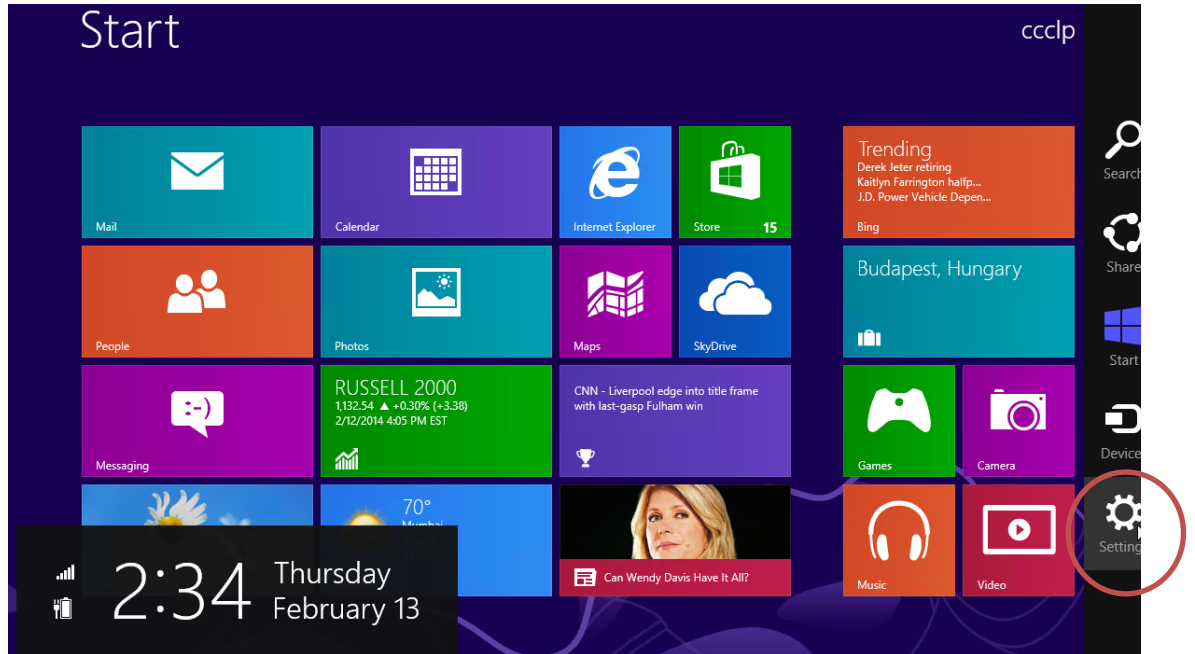 Start
ccclp
Mail
Calendar
Internet Explorer
Store 15
Trending
Derek Jeter retiring
Kaitlyn Farrington halfp...
J.D. Power Vehicle Depen...
Bing
Search
Share
People
Photos
Maps
SkyDrive
Budapest, Hungary
Start
Messaging
RUSSELL 2000
1,132.54 ▲ +0.30% (+3.38)
2/12/2014 4:05 PM EST
CNN - Liverpool edge into title frame
with last-gasp Fulham win
:-)
Games
Camera
Device
70°
Mumbai
Can Wendy Davis Have It All?
Music
Video
Setting
2:34
Thursday
February 13